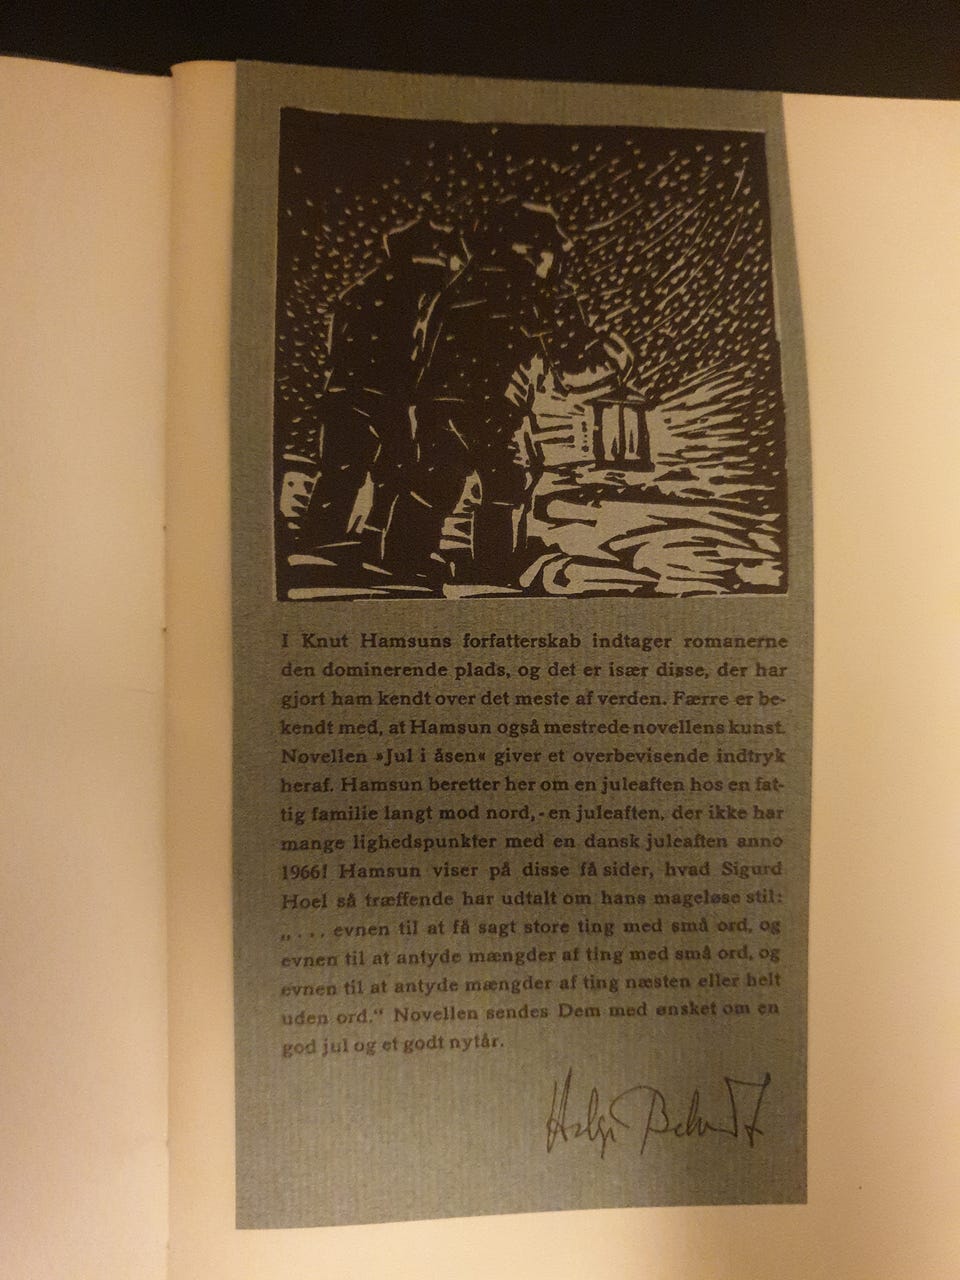 I Knut Hamsuns forfatterskab indtager romanerne
den dominerende plads, og det er især disse, der har
gjort ham kendt over det meste af verden. Færre er be-
kendt med, at Hamsun også mestrede novellens kunst.
Novellen »Jul i åsen« giver et overbevisende indtryk
heraf. Hamsun beretter her om en juleaften hos en fat-
tig familie langt mod nord, - en juleaften, der ikke har
mange lighedspunkter med en dansk juleaften anno
1966! Hamsun viser på disse få sider, hvad Sigurd
Hoel så træffende har udtalt om hans mageløse stil:
„ . . . evnen til at få sagt store ting med små ord, og
evnen til at antyde mængder af ting med små ord, og
evnen til at antyde mængder af ting næsten eller helt
uden ord.“ Novellen sendes Dem med ønsket om en
god jul og et godt nytår.